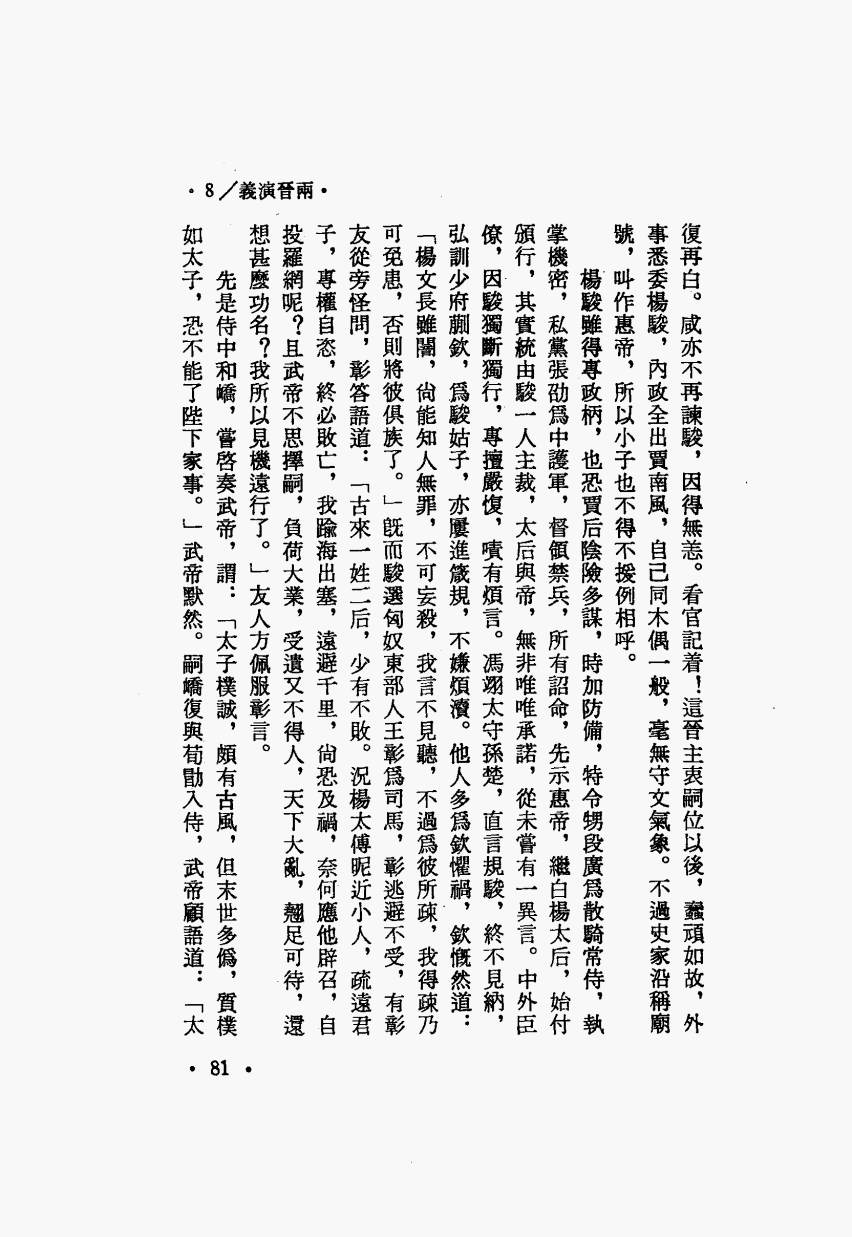 •8／義演晉兩•
復再白。咸亦不再諫駿，因得無恙。看官記着！這晉主衷嗣位以後，蠢頑如故，外
事悉委楊駿，內政全出賈南風，自己同木偶一般，毫無守文氣象。不過史家沿稱廟
號，叫作惠帝，所以小子也不得不援例相呼。
楊駿雖得專政柄，也恐賈后陰險多謀，時加防備，特令甥段廣爲散騎常侍，執
掌機密，私黨張劭爲中護軍，督領禁兵，所有詔命，先示惠帝，繼白楊太后，始付
頒行，其實統由駿一人主裁，太后與帝，無非唯唯承諾，從未嘗有一異言。中外臣
僚，因駿獨斷獨行，專擅嚴愎，嘖有煩言。馮翊太守孫楚，直言規駿，終不見納，
弘訓少府蒯欽，爲駿姑子，亦屢進箴規，不嫌煩瀆。他人多爲欽懼禍，欽慨然道：
「楊文長雖闇，尙能知人無罪，不可妄殺，我言不見聽，不過爲彼所疎，我得疎乃
可免患，否則將彼俱族了。」旣而駿選匈奴東部人王彰爲司馬，彰逃避不受，有彰
友從旁怪問，彰答語道：「古來一姓二后，少有不敗。況楊太傅昵近小人，疏遠君
子，專權自恣，終必敗亡，我踰海出塞，遠避千里，尙恐及禍，奈何應他辟召，自
投羅網呢？且武帝不思擇嗣，負荷大業，受遺又不得人，天下大亂，翹足可待，還
想甚麼功名？我所以見機遠行了。」友人方佩服彰言。
先是侍中和嶠，嘗啓奏武帝，謂：「太子樸誠，頗有古風，但末世多僞，質樸
如太子，恐不能了陛下家事。」武帝默然。嗣嶠復與荀勖入侍，武帝顧語道：「太
•81•